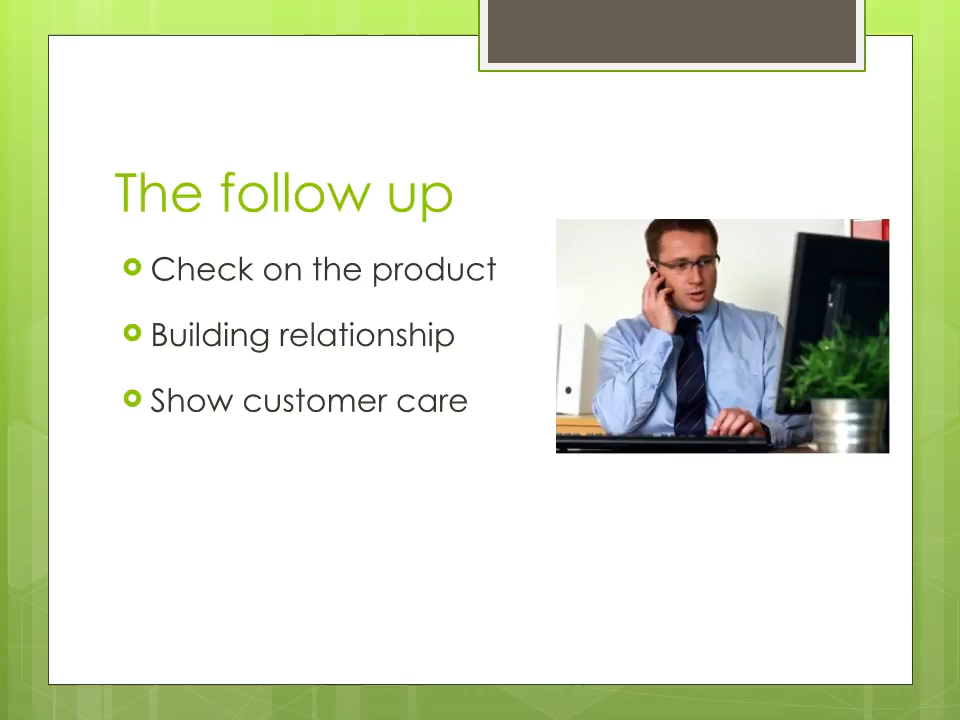 The follow up
Check on the product
Building relationship
Show customer care